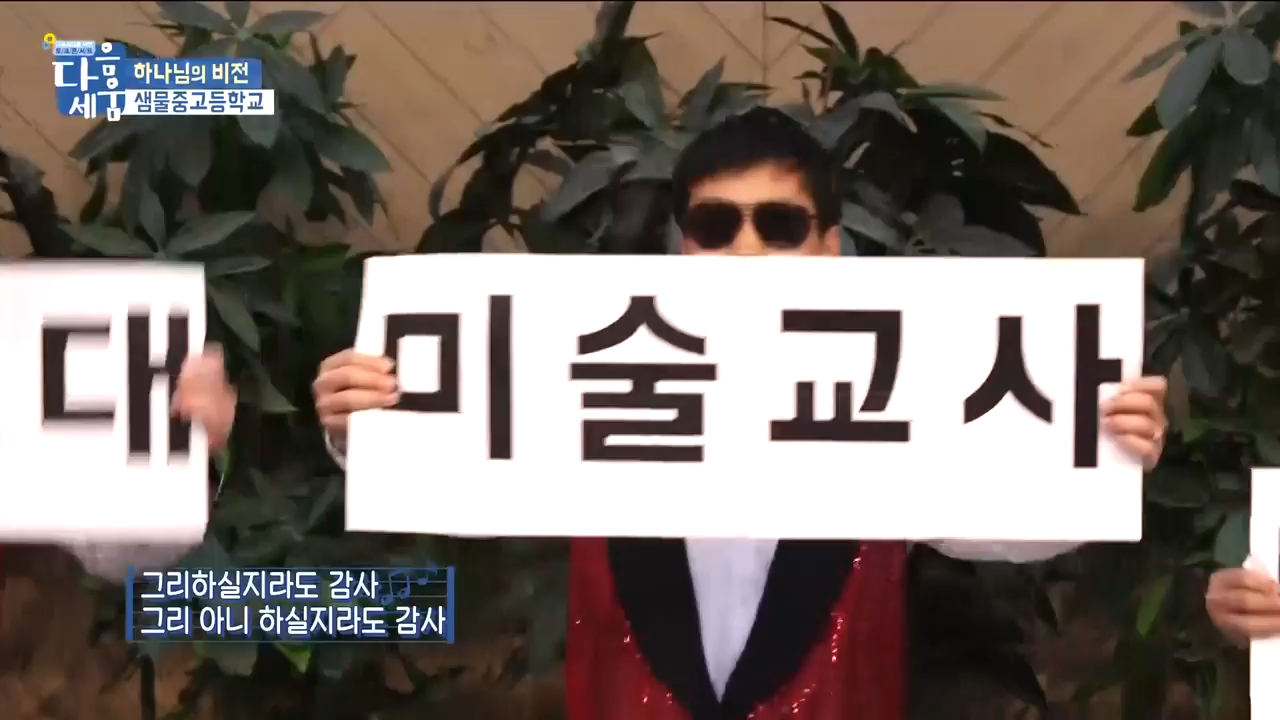 다음
세움
하나님의 비전
샘물중고등학교
대
미술교사
그리하실지라도 감사
그리 아니 하실지라도 감사